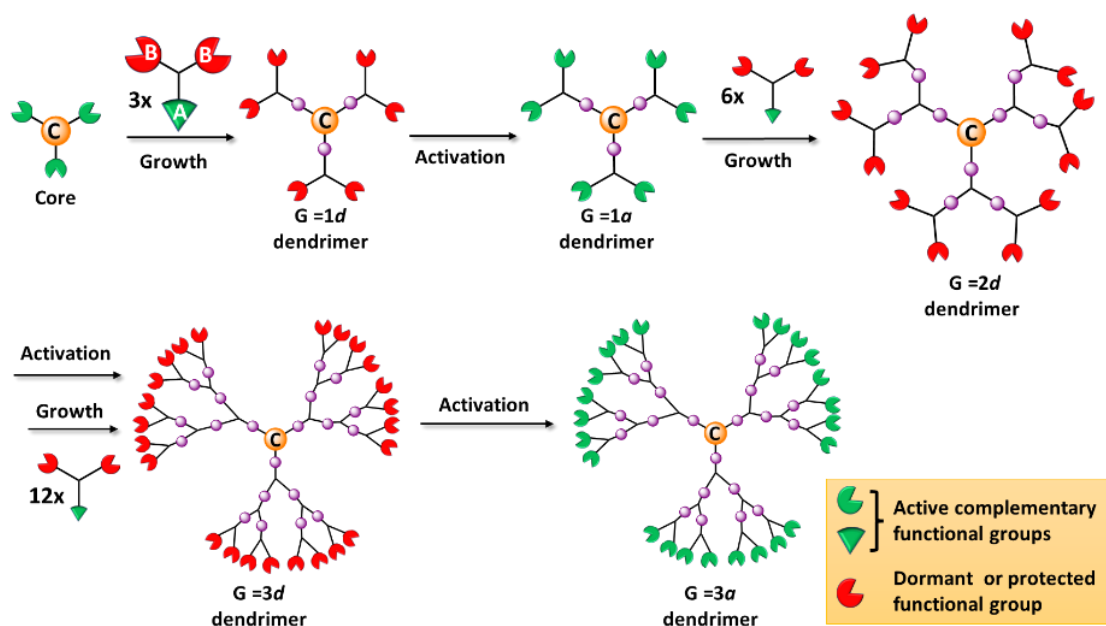 B B
3x
A
C
Core
Growth
C
G =1d
dendrimer
Activation
C
G =1a
dendrimer
6x
Growth
C
G =2d
dendrimer
Activation
Growth
12x
C
G =3d
dendrimer
Activation
C
G =3a
dendrimer
Active complementary
functional groups
Dormant or protected
functional group